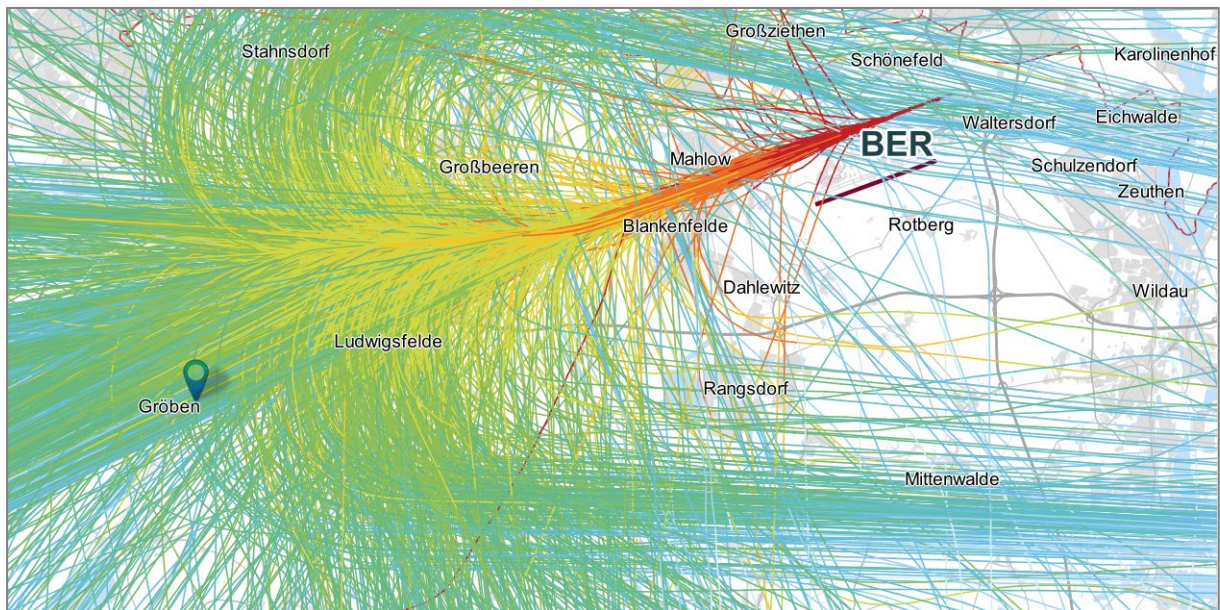 Großziethen
Stahnsdorf
Karolinenhof
Schönefeld
Eichwalde
Waltersdorf
BER
Mahlow
Großbeeren
Schulzendorf
Zeuthen
Blankenfelde
Rotberg
Dahlewitz
Wildau
Ludwigsfelde
Rangsdorf
Gröben
Mittenwalde